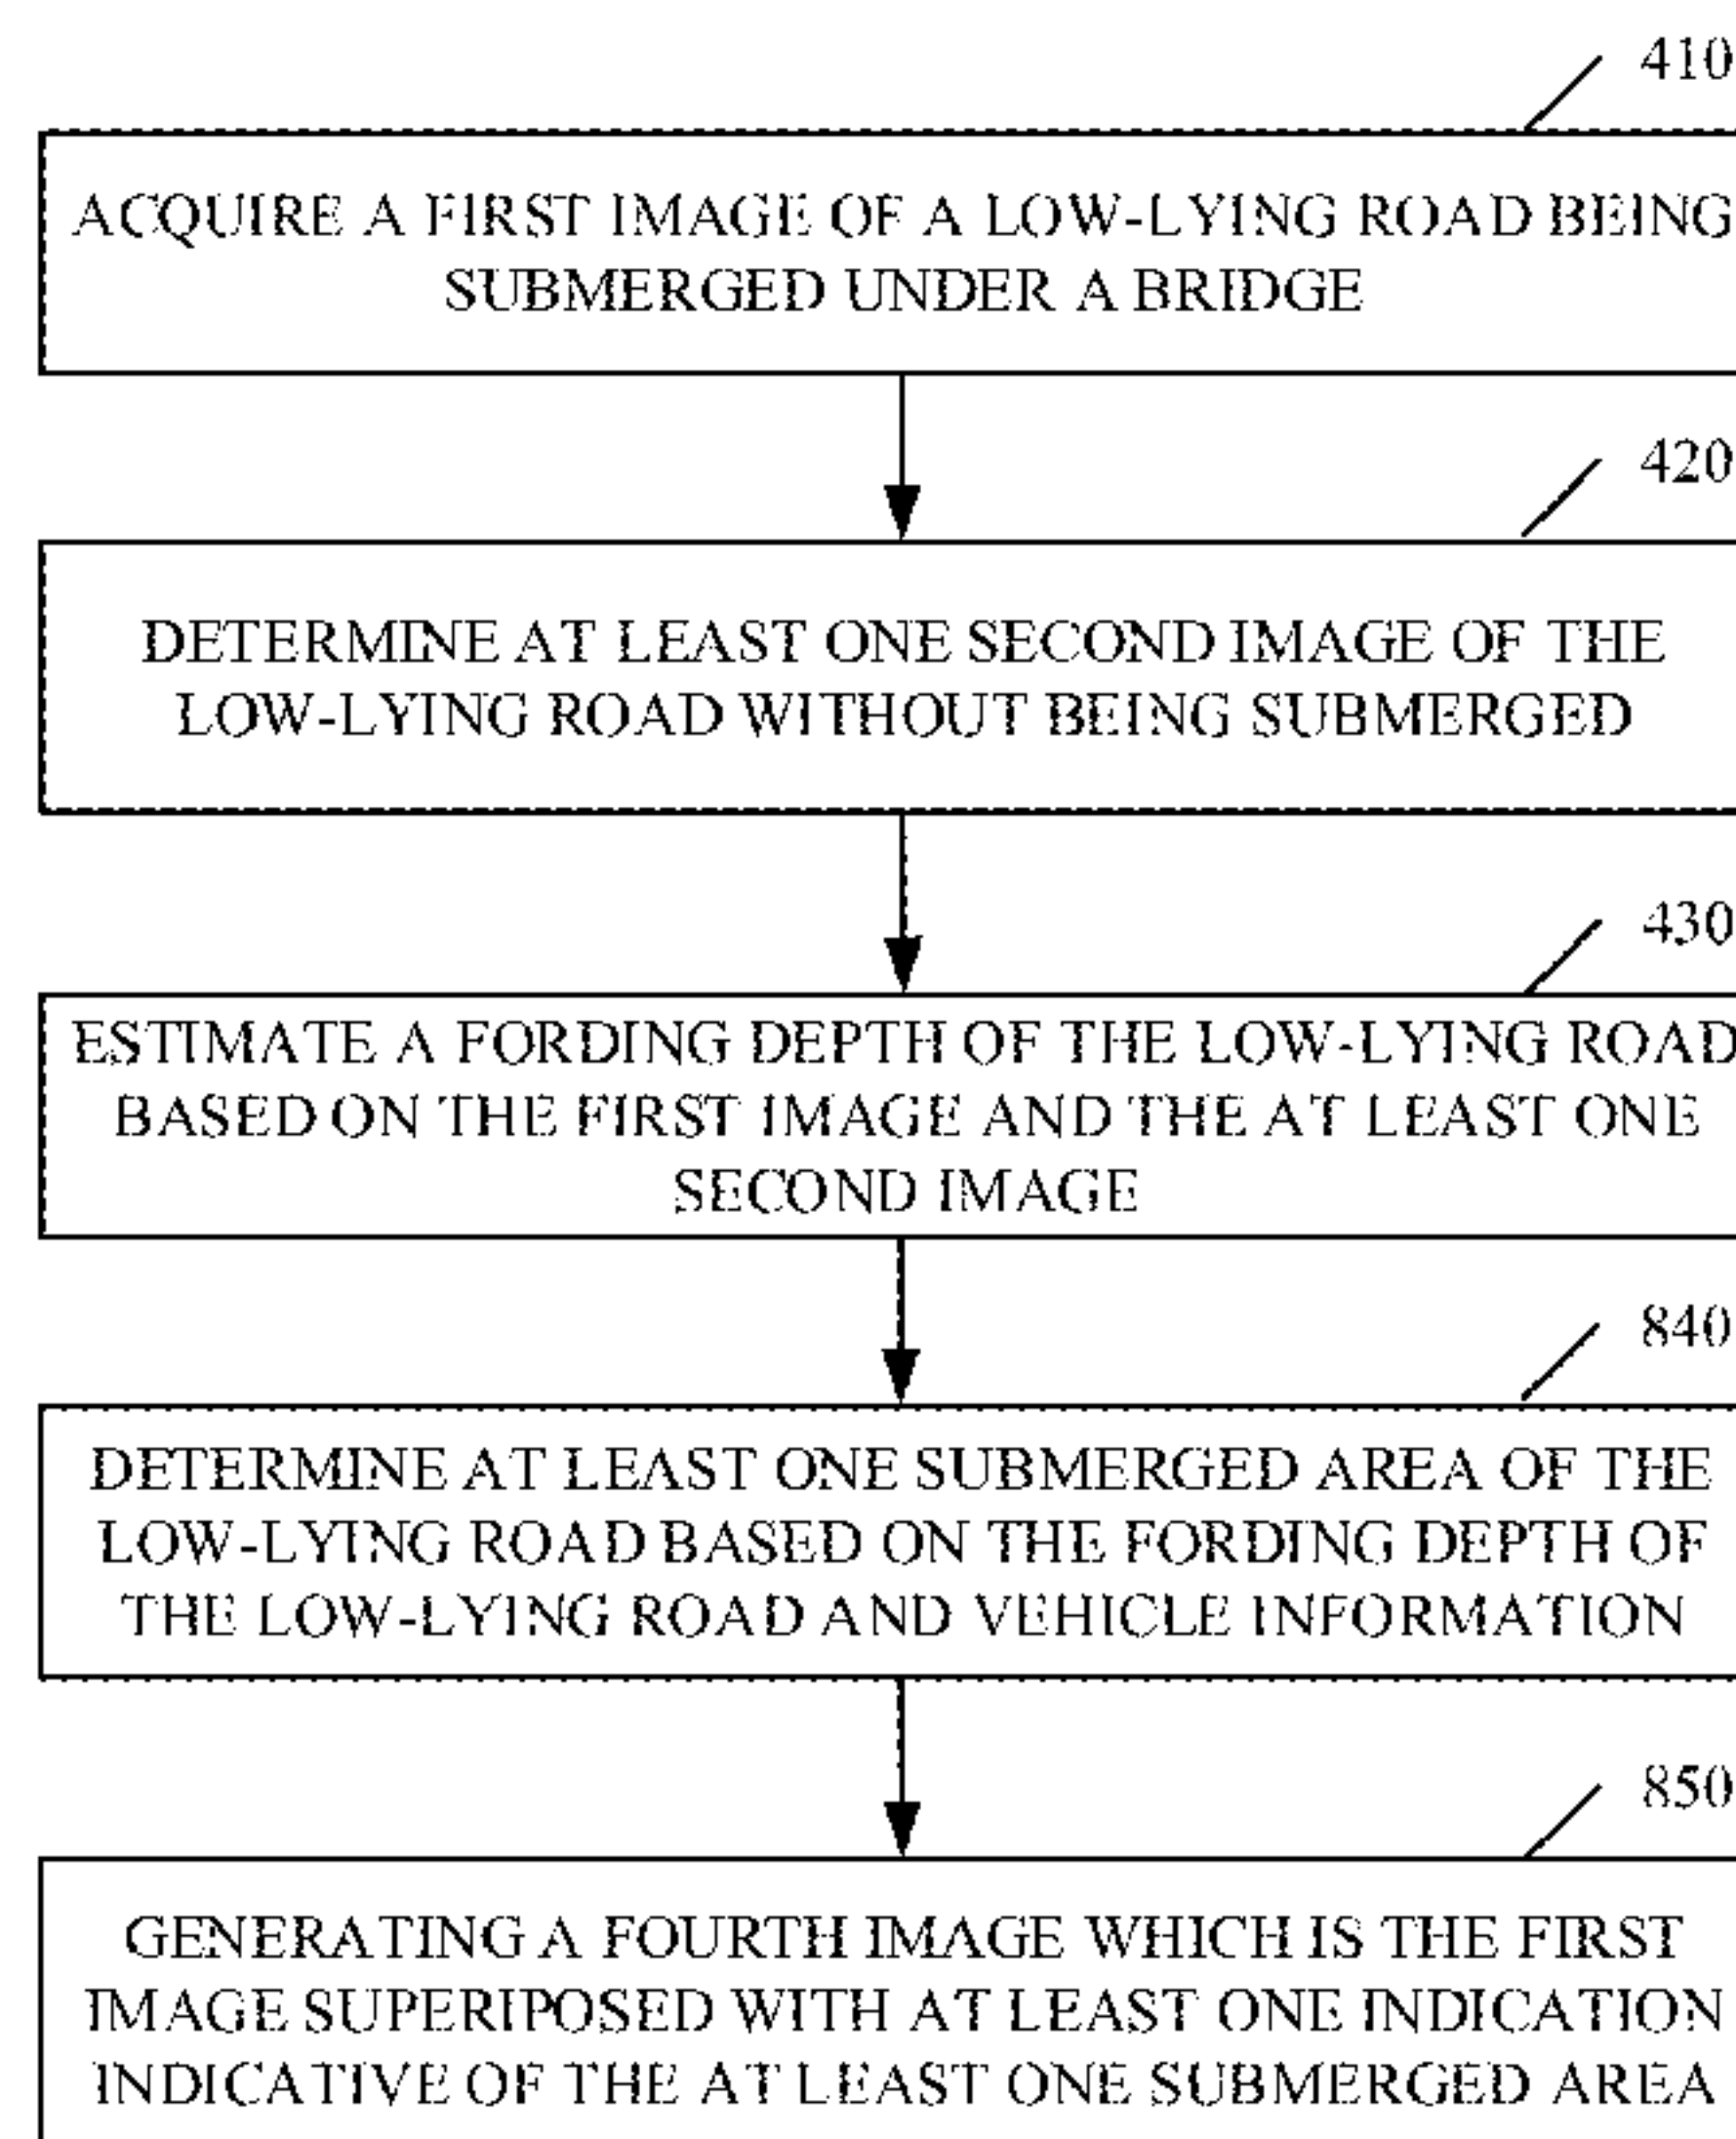 410
ACQUIRE A FIRST IMAGE OF A LOW-LYING ROAD BEING
SUBMERGED UNDER A BRIDGE
420
DETERMINE AT LEAST ONE SECOND IMAGE OF THE
LOW-LYING ROAD WITHOUT BEING SUBMERGED
430
ESTIMATE A FORDING DEPTH OF THE LOW-LYING ROAD
BASED ON THE FIRST IMAGE AND THE AT LEAST ONE
SECOND IMAGE
840
DETERMINE AT LEAST ONE SUBMERGED AREA OF THE
LOW-LYING ROAD BASED ON THE FORDING DEPTH OF
THE LOW-LYING ROAD AND VEHICLE INFORMATION
850
GENERATING A FOURTH IMAGE WHICH IS THE FIRST
IMAGE SUPERIPOSED WITH AT LEAST ONE INDICATION
INDICATIVE OF THE AT LEAST ONE SUBMERGED AREA